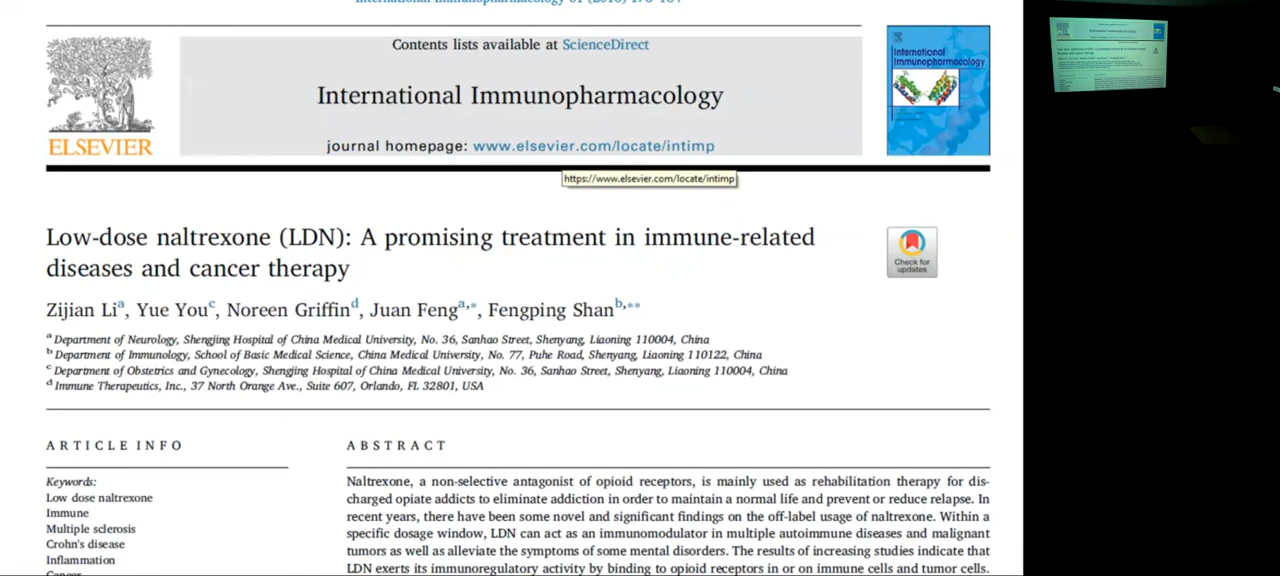 Contents lists available at ScienceDirect
International Immunopharmacology
journal homepage: www.elsevier.com/locate/intimp
ELSEVIER
International
Immunopharmacology
https://www.elsevier.com/locate/intimp
Low-dose naltrexone (LDN): A promising treatment in immune-related
diseases and cancer therapy
Check for
updates
Zijian Liᵃ, Yue Youᶜ, Noreen Griffinᵈ, Juan Fengᵃ,*, Fengping Shanᵇ,**
ᵃ Department of Neurology, Shengjing Hospital of China Medical University, No. 36, Sanhao Street, Shenyang, Liaoning 110004, China
ᵇ Department of Immunology, School of Basic Medical Science, China Medical University, No. 77, Puhe Road, Shenyang, Liaoning 110122, China
ᶜ Department of Obstetrics and Gynecology, Shengjing Hospital of China Medical University, No. 36, Sanhao Street, Shenyang, Liaoning 110004, China
ᵈ Immune Therapeutics, Inc., 37 North Orange Ave., Suite 607, Orlando, FL 32801, USA
ARTICLE INFO
Keywords:
Low dose naltrexone
Immune
Multiple sclerosis
Crohn's disease
Inflammation
ABSTRACT
Naltrexone, a non-selective antagonist of opioid receptors, is mainly used as rehabilitation therapy for dis-
charged opiate addicts to eliminate addiction in order to maintain a normal life and prevent or reduce relapse. In
recent years, there have been some novel and significant findings on the off-label usage of naltrexone. Within a
specific dosage window, LDN can act as an immunomodulator in multiple autoimmune diseases and malignant
tumors as well as alleviate the symptoms of some mental disorders. The results of increasing studies indicate that
LDN exerts its immunoregulatory activity by binding to opioid receptors in or on immune cells and tumor cells.